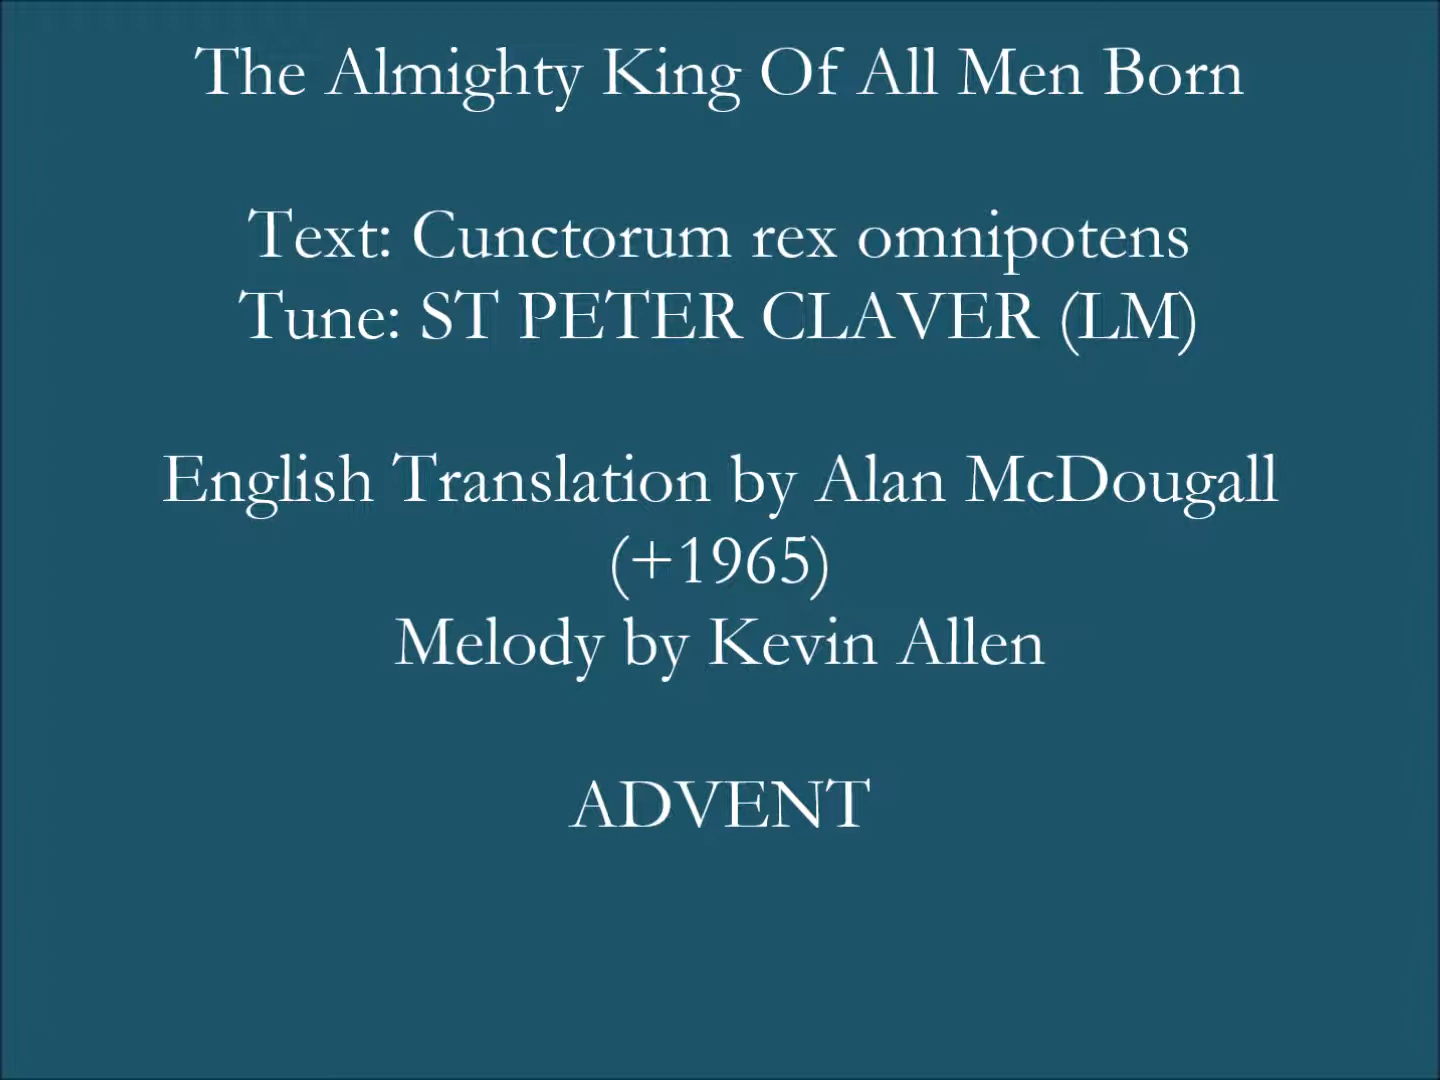 The Almighty King Of All Men Born
Text: Cunctorum rex omnipotens
Tune: ST PETER CLAVER (LM)
English Translation by Alan McDougall
(+1965)
Melody by Kevin Allen
ADVENT